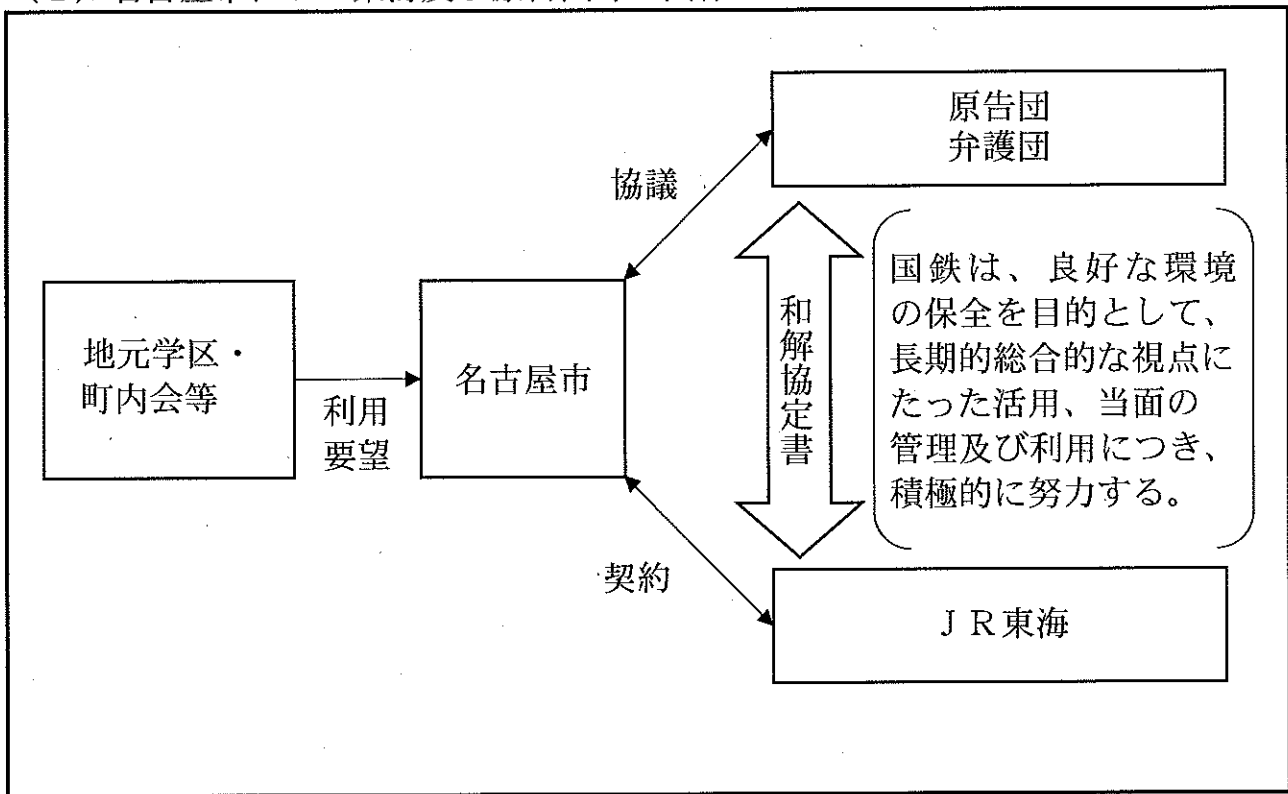 原告団
弁護団
協議
国鉄は、良好な環境
の保全を目的として、
長期的総合的な視点に
たった活用、当面の
管理及び利用につき、
積極的に努力する。
和解協定書
地元学区・
町内会等
利用
要望
名古屋市
契約
ＪＲ東海